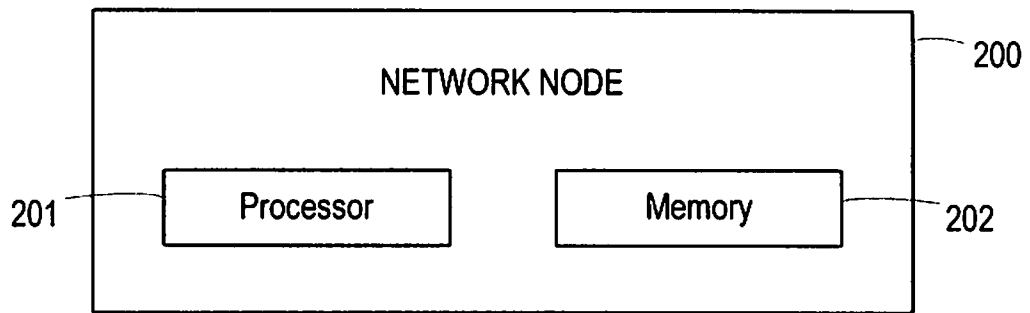 200
NETWORK NODE
201
Processor
Memory
202